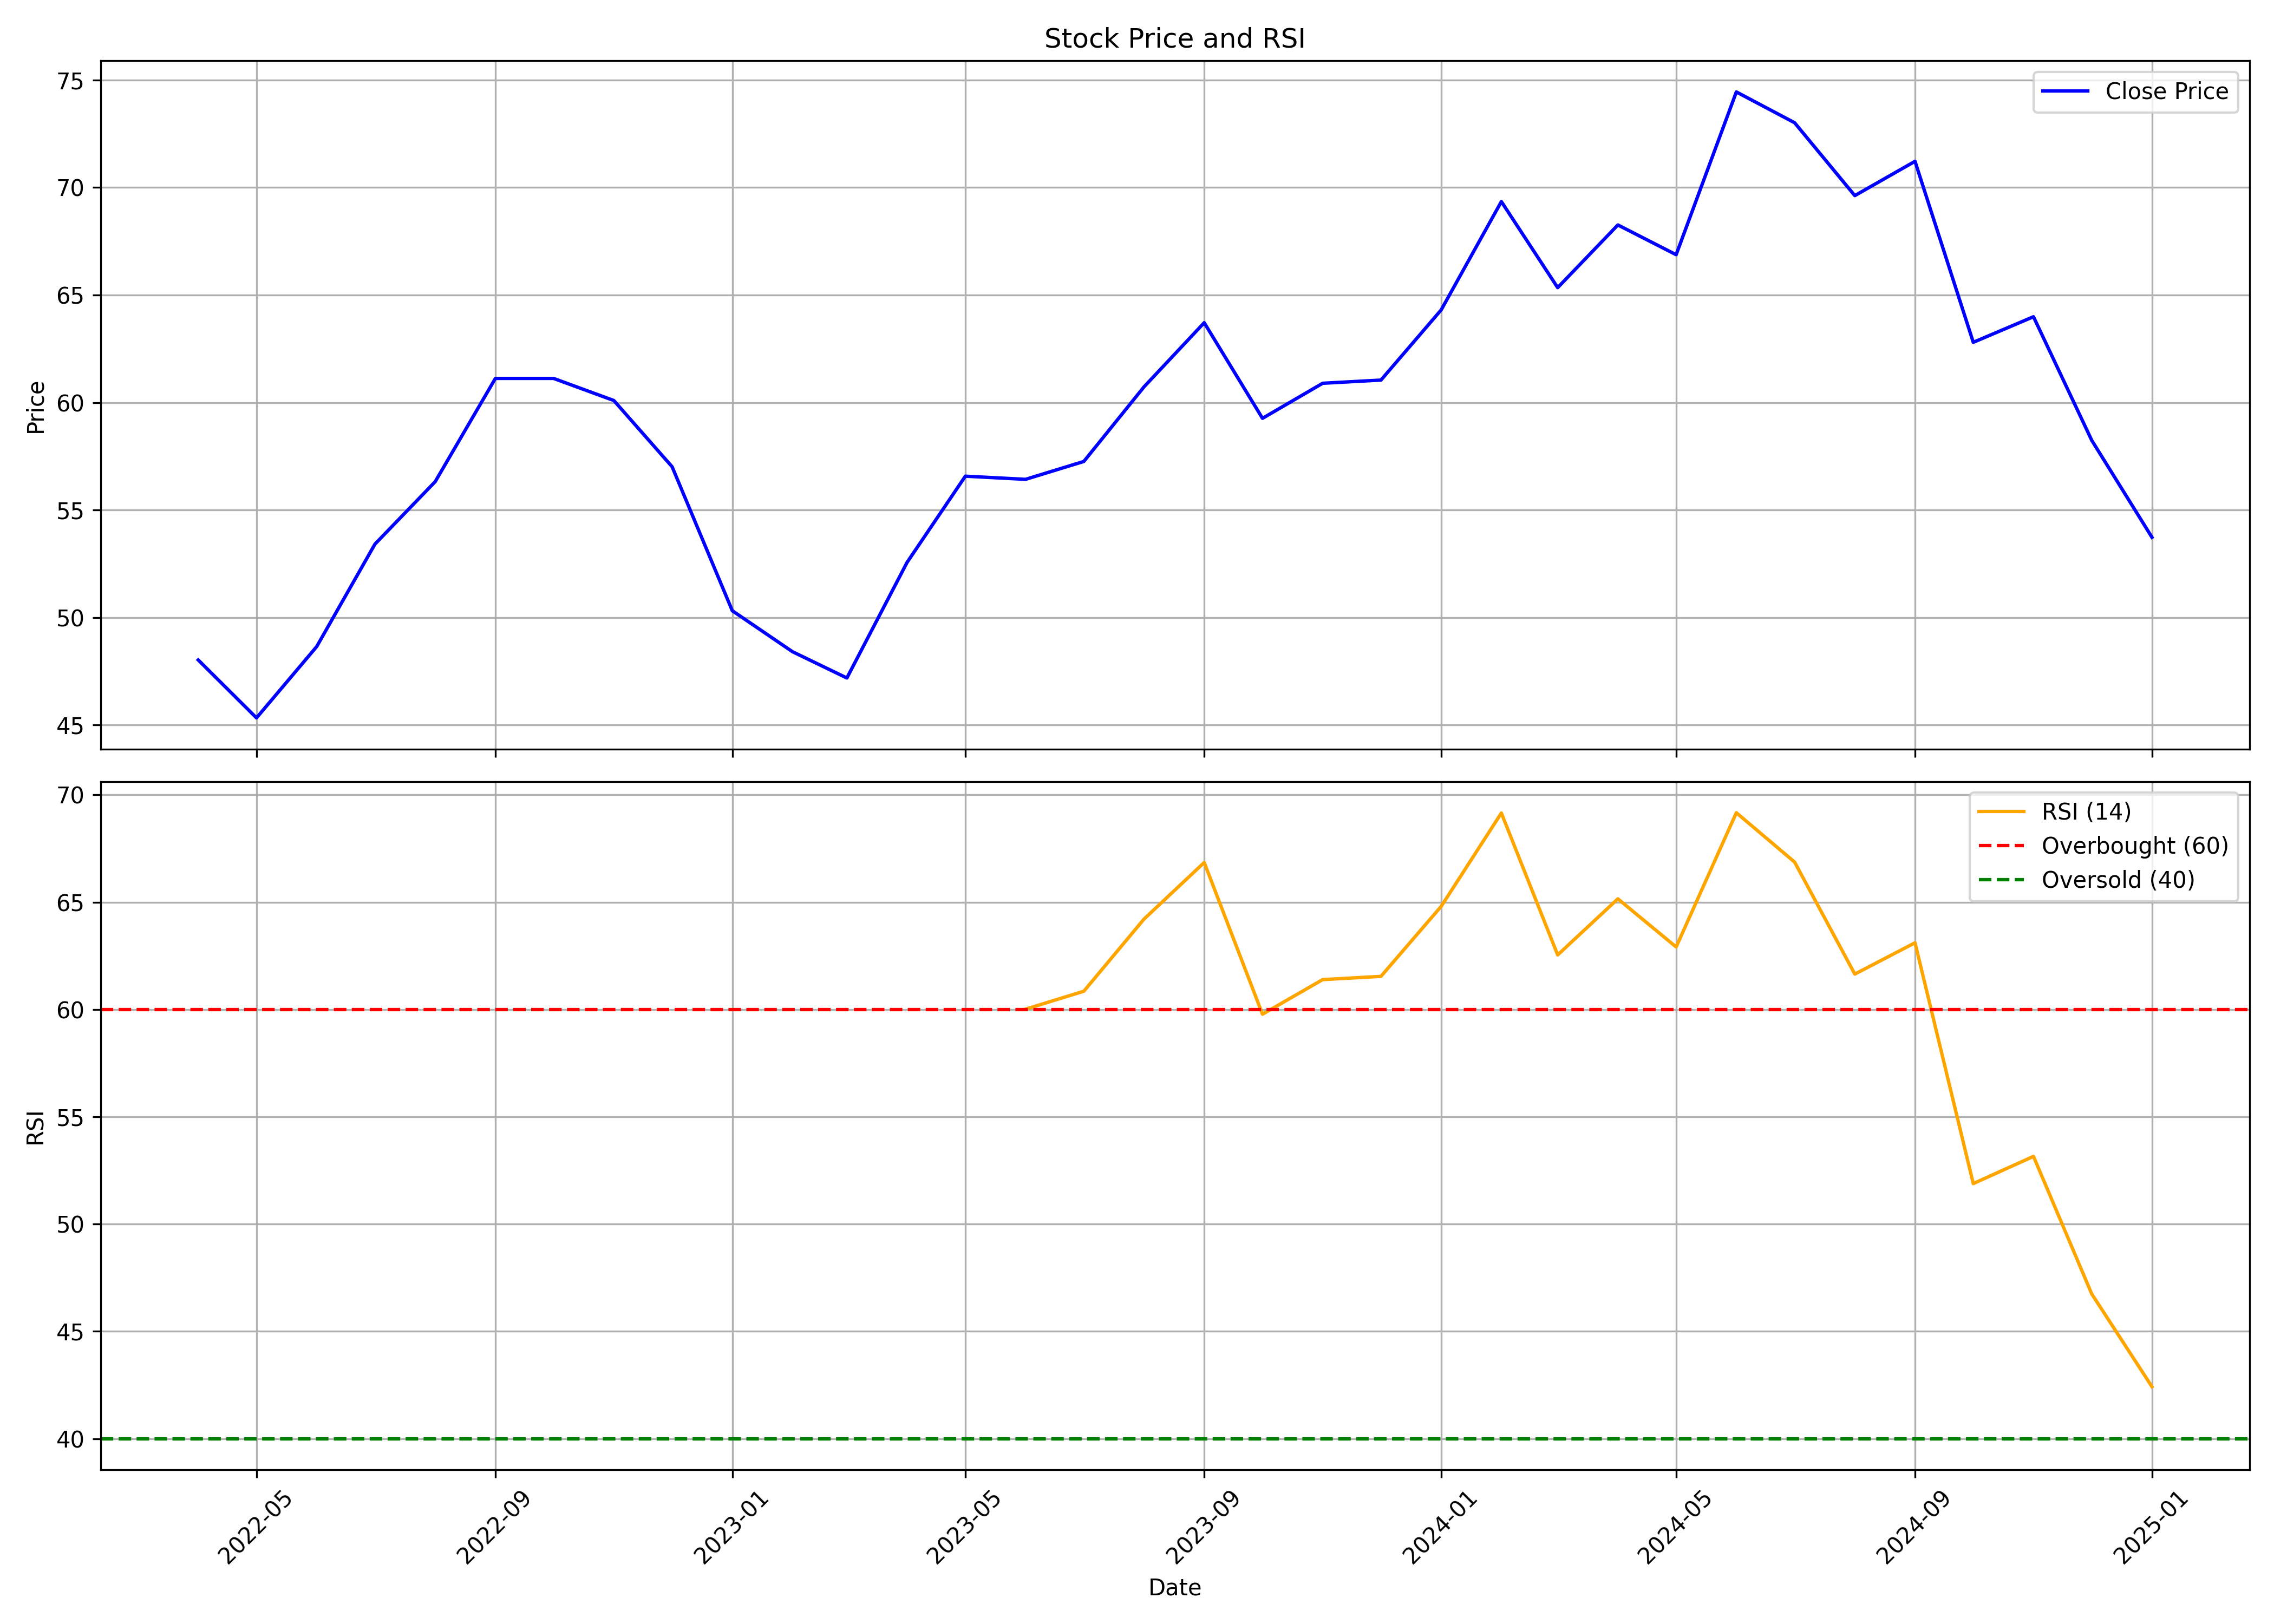 Stock Price and RSI
75
70
65
60
55
50
45
Price
Close Price
70
65
60
55
50
45
40
RSI
RSI (14)
Overbought (60)
Oversold (40)
2022-05
2022-09
2023-01
2023-05
2023-09
2024-01
2024-05
2024-09
2025-01
Date